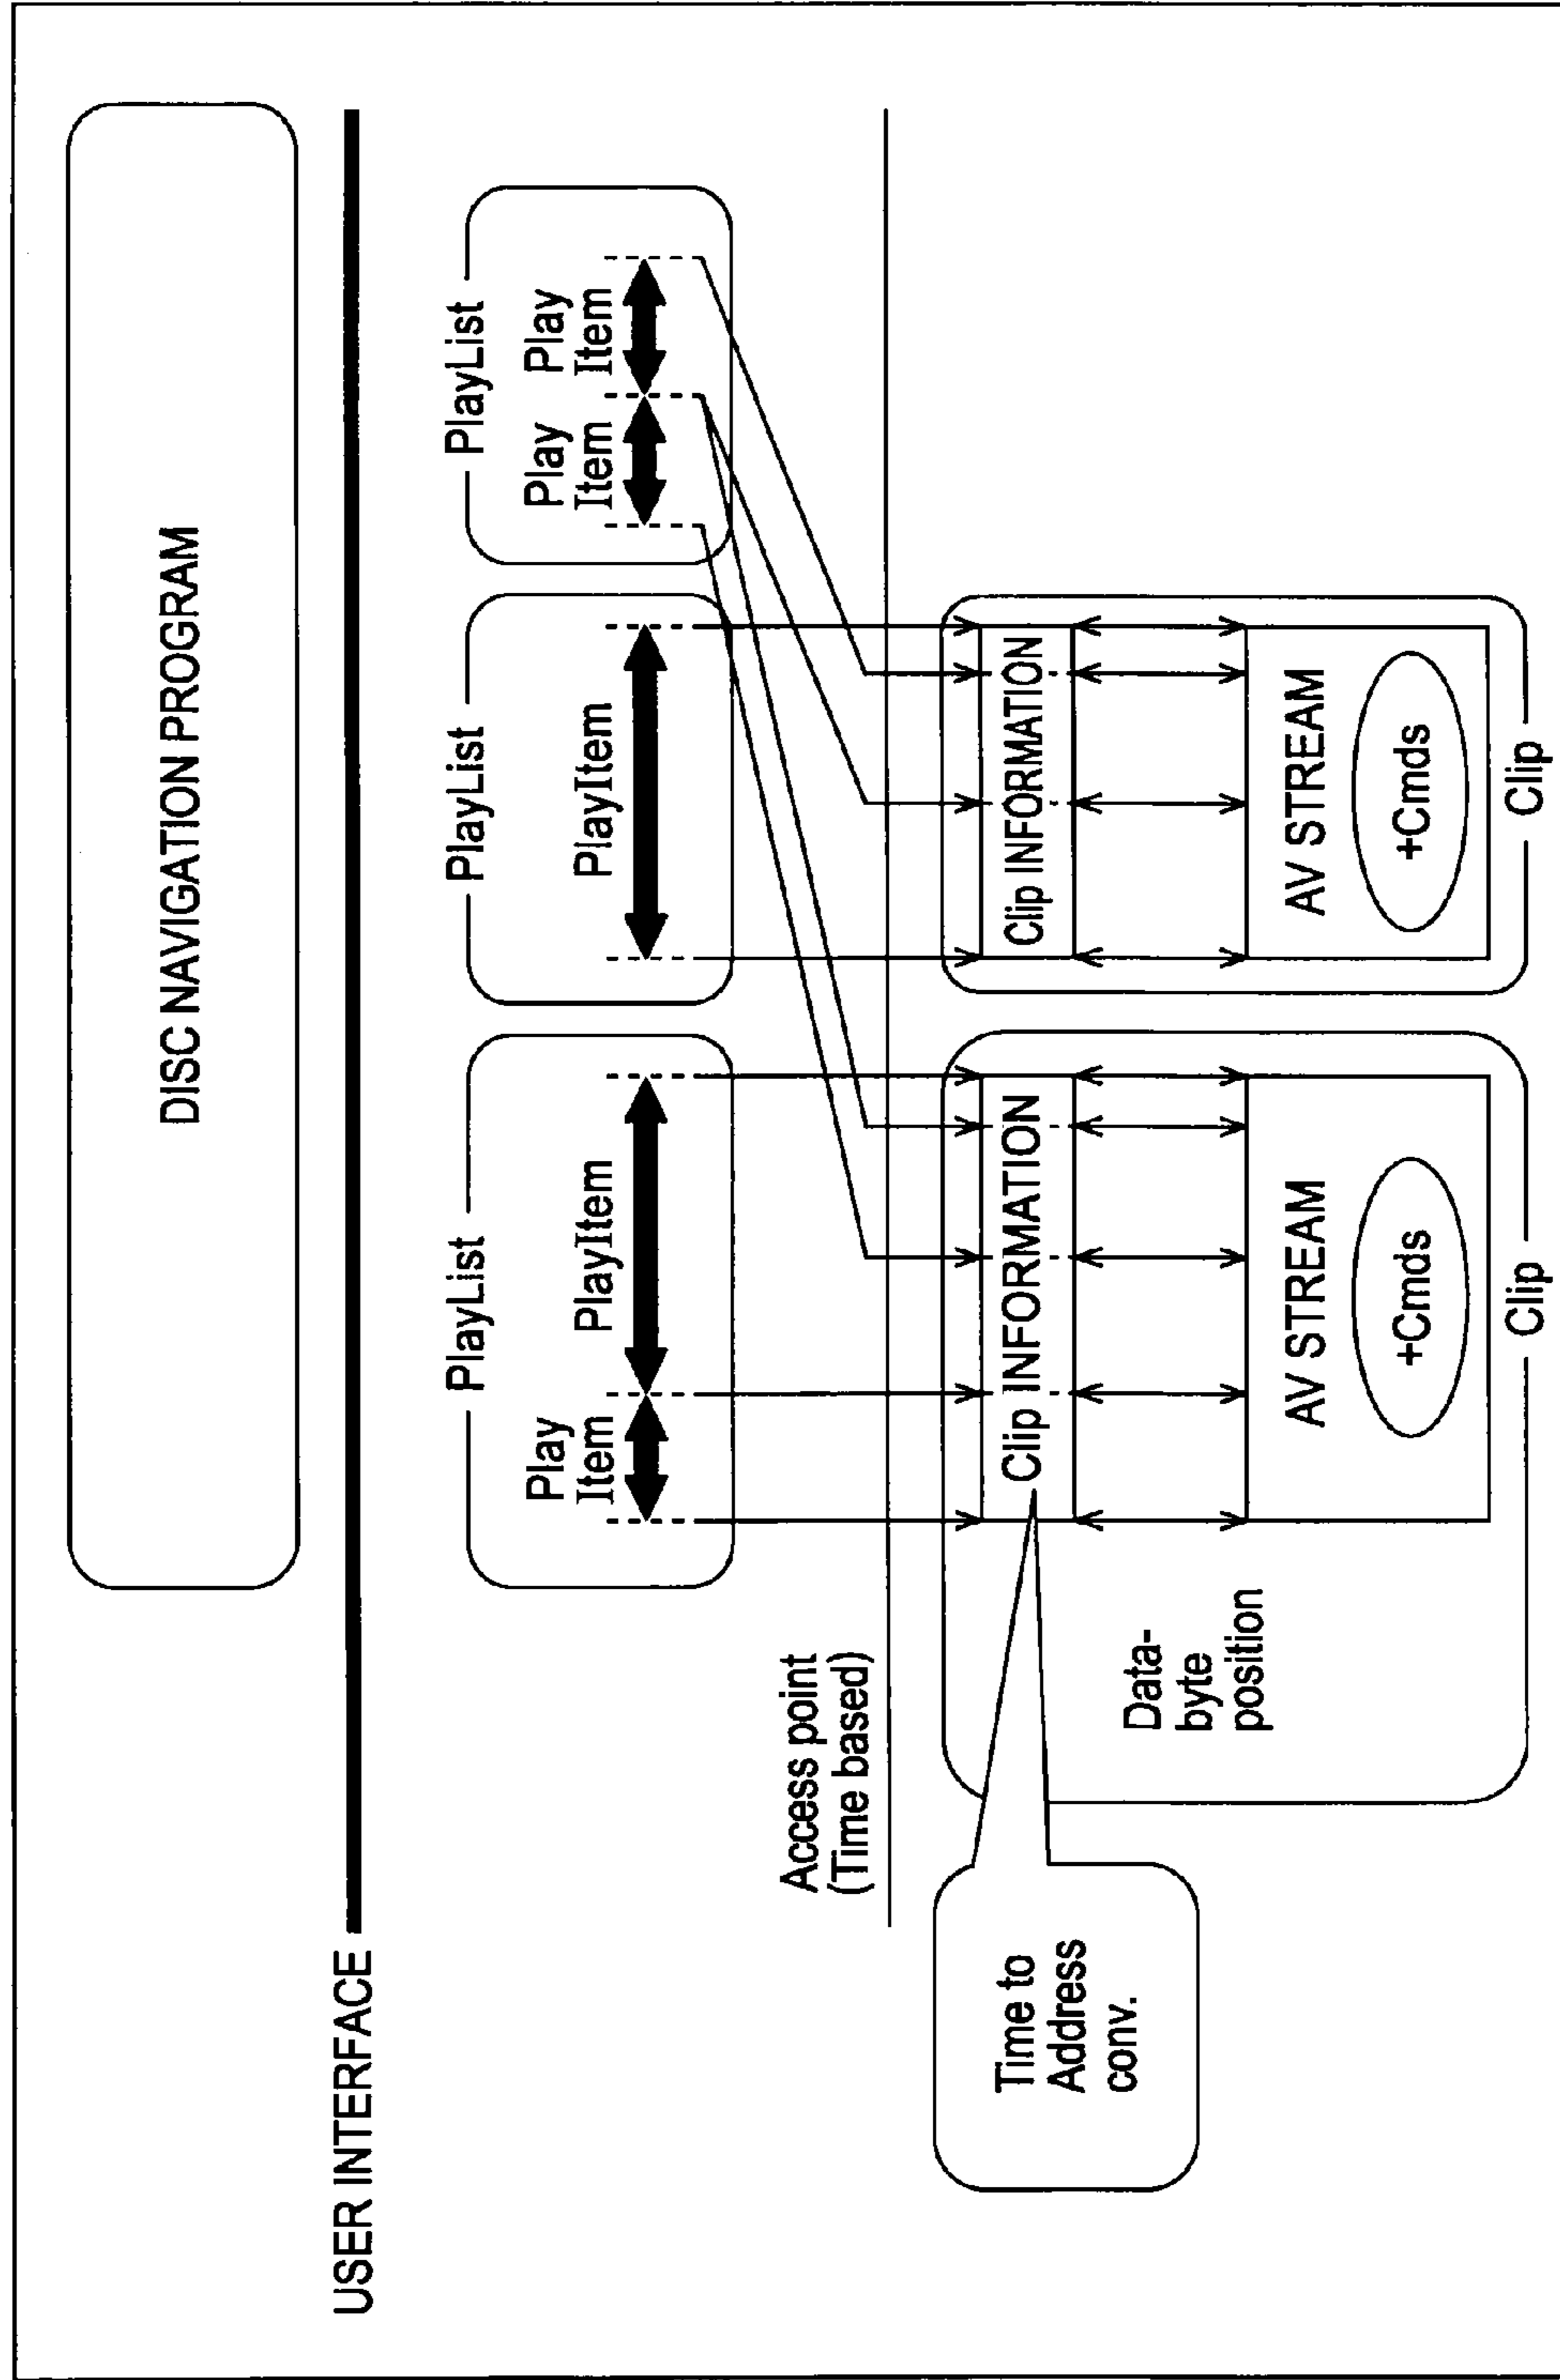 DISC NAVIGATION PROGRAM
USER INTERFACE
PlayList
Play
Item
PlayItem
PlayList
PlayItem
PlayList
Play
Item
Play
Item
Access point
(Time based)
Time to
Address
conv.
Clip INFORMATION
Data-
byte
position
AV STREAM
+Cmds
Clip
Clip INFORMATION
AV STREAM
+Cmds
Clip